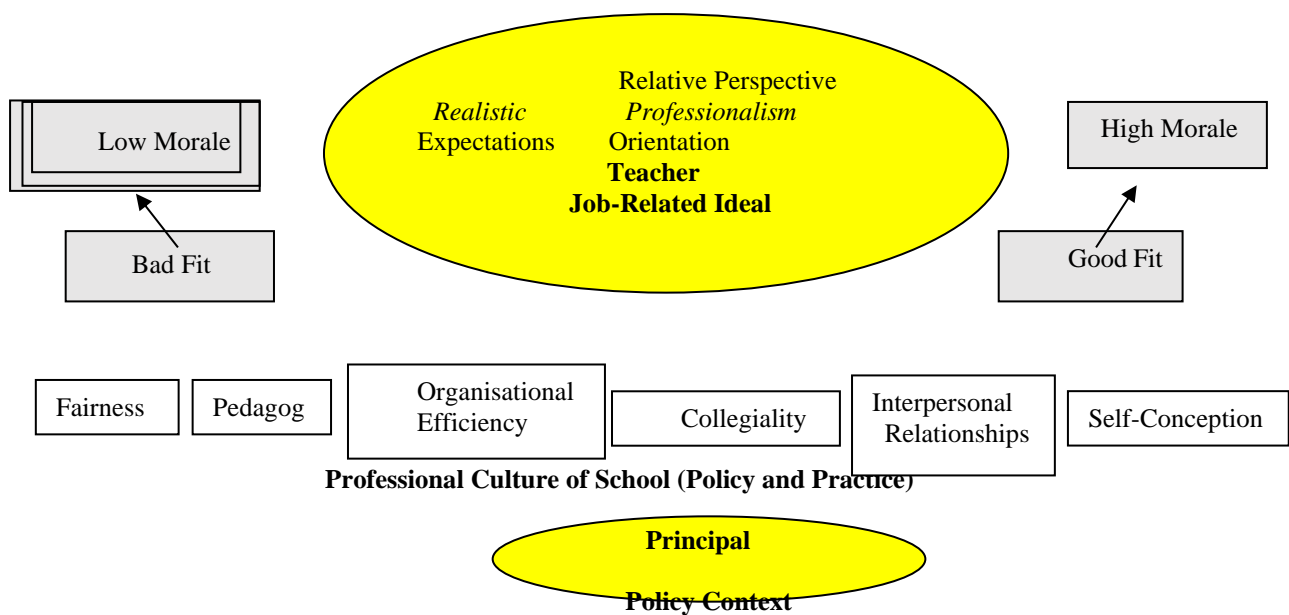 Relative Perspective
Realistic Professionalism
Expectations Orientation
Teacher
Job-Related Ideal
Low Morale
High Morale
Bad Fit
Good Fit
Fairness
Pedagog
Organisational
Efficiency
Collegiality
Interpersonal
Relationships
Self-Conception
Professional Culture of School (Policy and Practice)
Principal
Policy Context